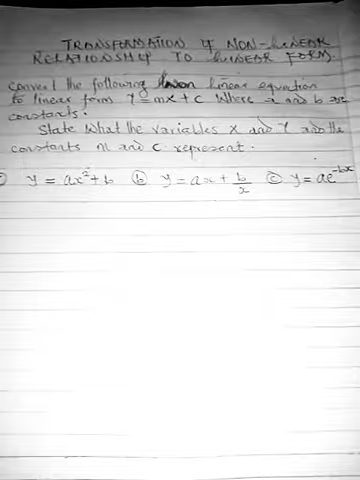 TRANSFORMATION OF NON-LINEAR
RELATIONSHIP TO LINEAR FORM.
Convert the following linear equation
to linear form Y=mx+c Where a and b are
constants.
State what the variables X and Y and the
constants m and c represent.
y = ax²+b (b) y = ax + b/x (c) y = ae^-bx